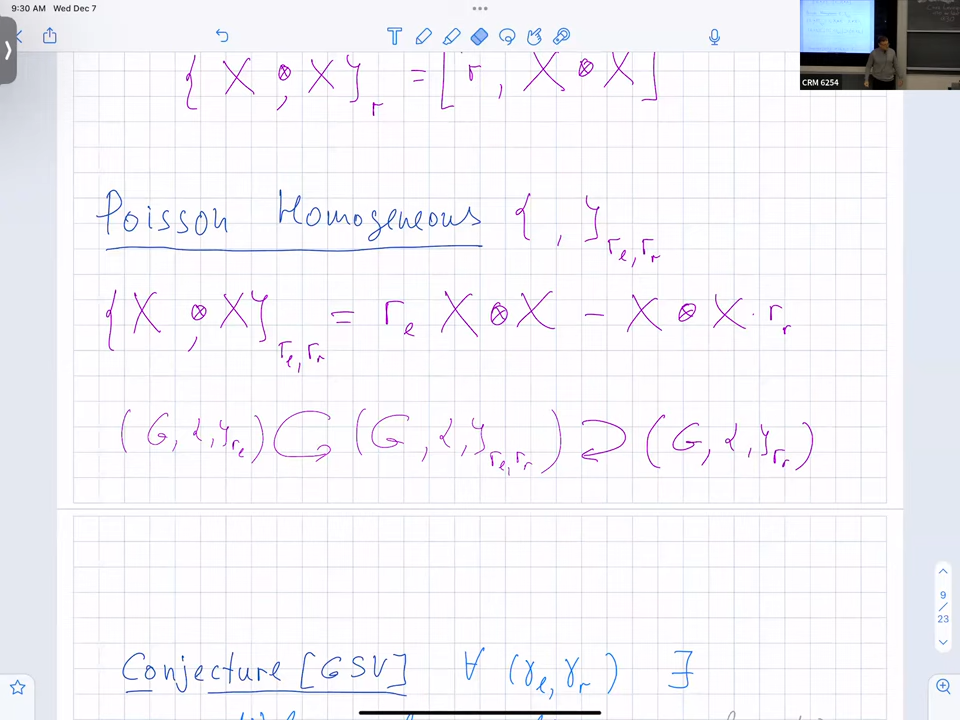 9:30 AM Wed Dec 7
CRM 6254
{X ⊗, X}_r = [r, X ⊗ X]
Poisson Homogeneous { , }_{r_ℓ, r_r}
{X ⊗, X}_{r_ℓ, r_r} = r_ℓ X ⊗ X − X ⊗ X · r_r
(G, { , }_{r_ℓ}) ↪ (G, { , }_{r_ℓ, r_r}) ↩ (G, { , }_{r_r})
Conjecture [GSV] ∀ (γ_ℓ, γ_r) ∃
9
/
23